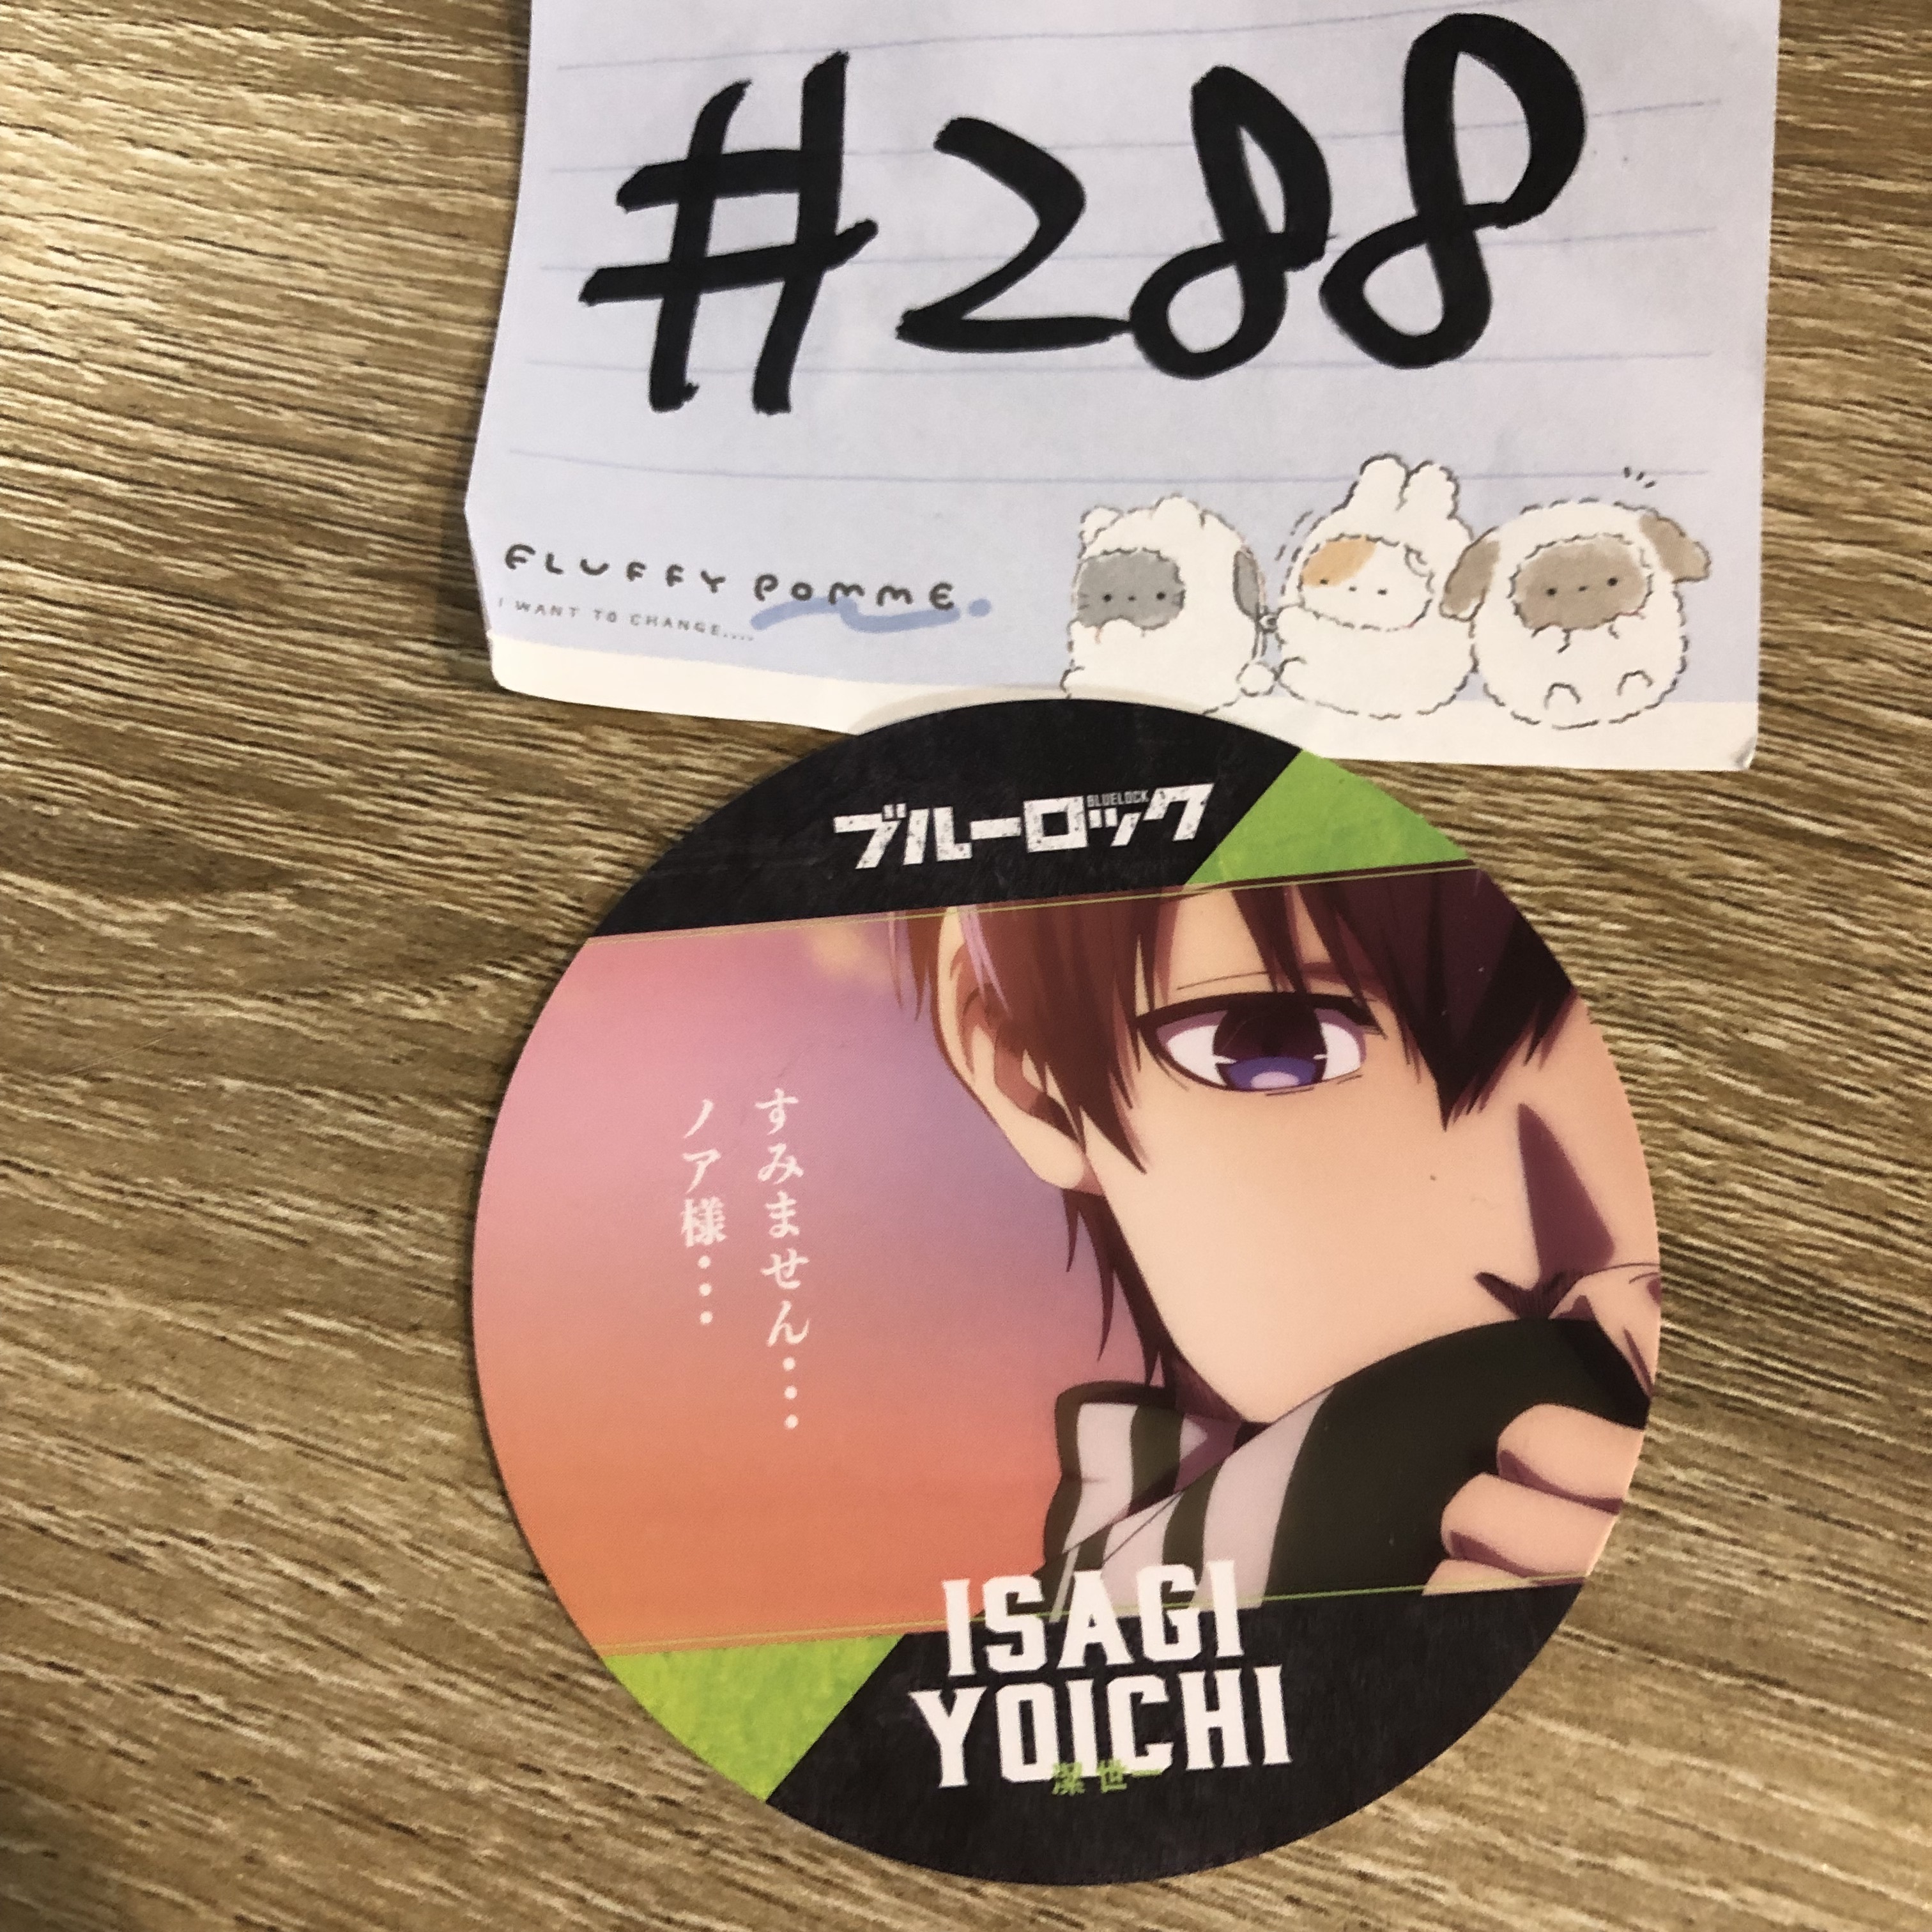 #288
FLUFFY POMME.
I WANT TO CHANGE....
ブルーロック
BLUELOCK
すみません・・・
ノア様・・・
ISAGI
YOICHI
潔 世一